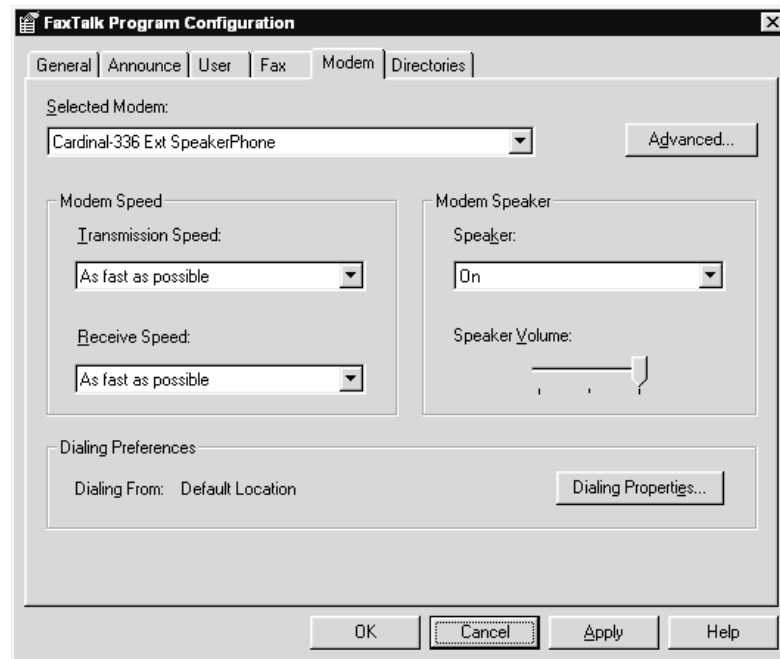 FaxTalk Program Configuration
General Announce User Fax Modem Directories
Selected Modem:
Cardinal-336 Ext SpeakerPhone
Advanced...
Modem Speed
Transmission Speed:
As fast as possible
Receive Speed:
As fast as possible
Modem Speaker
Speaker:
On
Speaker Volume:
Dialing Preferences
Dialing From: Default Location
Dialing Properties...
OK Cancel Apply Help